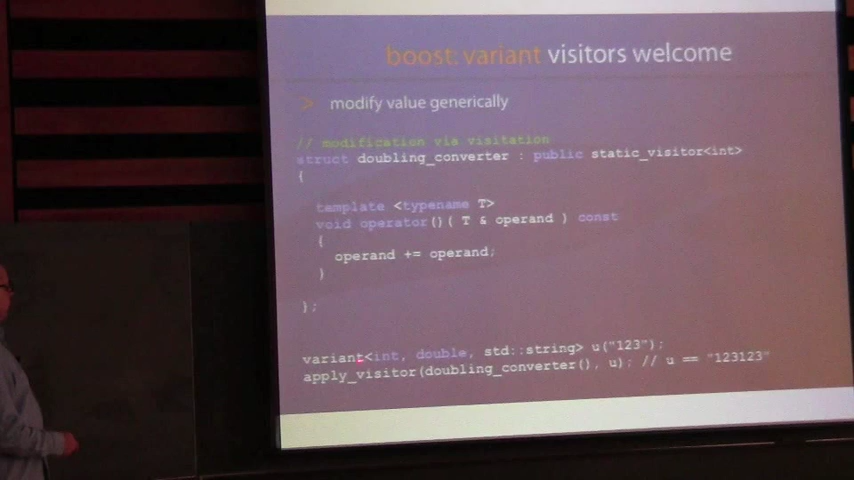 boost: variant visitors welcome
> modify value generically
// modification via visitation
struct doubling_converter : public static_visitor<int>
{
template <typename T>
void operator()( T & operand ) const
{
operand += operand;
}
};
variant<int, double, std::string> u("123");
apply_visitor(doubling_converter(), u); // u == "123123"